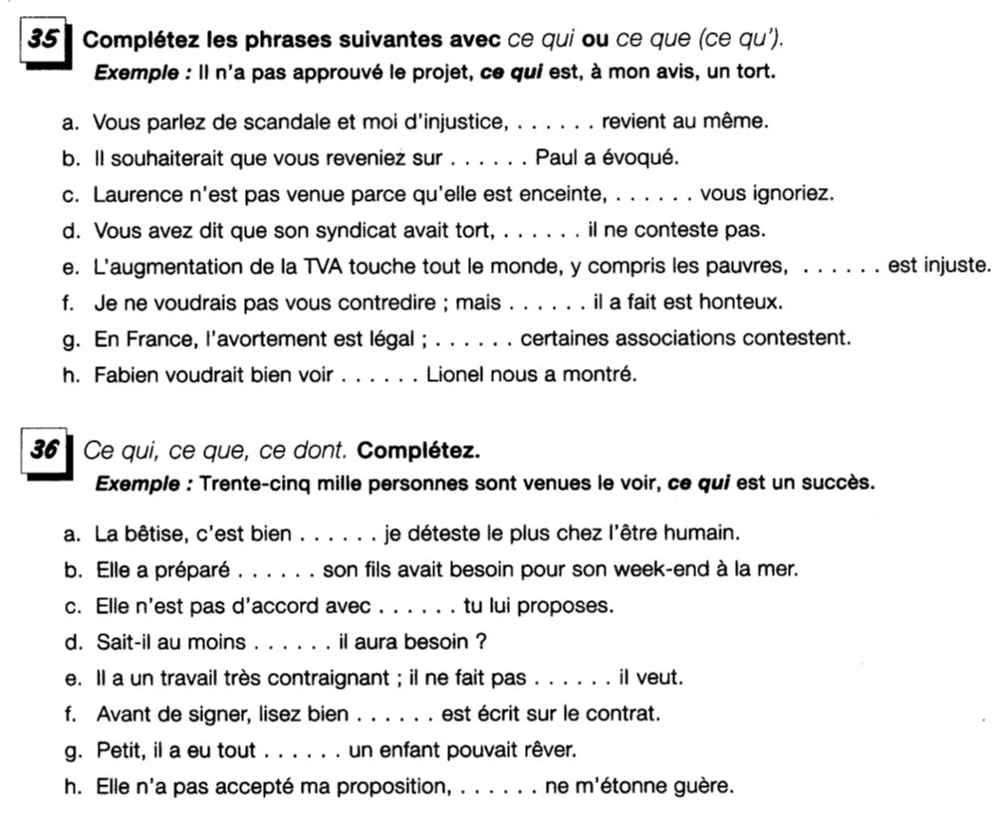 35 Complétez les phrases suivantes avec ce qui ou ce que (ce qu').
Exemple : Il n'a pas approuvé le projet, ce qui est, à mon avis, un tort.
a. Vous parlez de scandale et moi d'injustice, . . . . . . revient au même.
b. Il souhaiterait que vous reveniez sur . . . . . . Paul a évoqué.
c. Laurence n'est pas venue parce qu'elle est enceinte, . . . . . . vous ignoriez.
d. Vous avez dit que son syndicat avait tort, . . . . . . il ne conteste pas.
e. L'augmentation de la TVA touche tout le monde, y compris les pauvres, . . . . . . est injuste.
f. Je ne voudrais pas vous contredire ; mais . . . . . . il a fait est honteux.
g. En France, l'avortement est légal ; . . . . . . certaines associations contestent.
h. Fabien voudrait bien voir . . . . . . Lionel nous a montré.
36 Ce qui, ce que, ce dont. Complétez.
Exemple : Trente-cinq mille personnes sont venues le voir, ce qui est un succès.
a. La bêtise, c'est bien . . . . . . je déteste le plus chez l'être humain.
b. Elle a préparé . . . . . . son fils avait besoin pour son week-end à la mer.
c. Elle n'est pas d'accord avec . . . . . . tu lui proposes.
d. Sait-il au moins . . . . . . il aura besoin ?
e. Il a un travail très contraignant ; il ne fait pas . . . . . . il veut.
f. Avant de signer, lisez bien . . . . . . est écrit sur le contrat.
g. Petit, il a eu tout . . . . . . un enfant pouvait rêver.
h. Elle n'a pas accepté ma proposition, . . . . . . ne m'étonne guère.